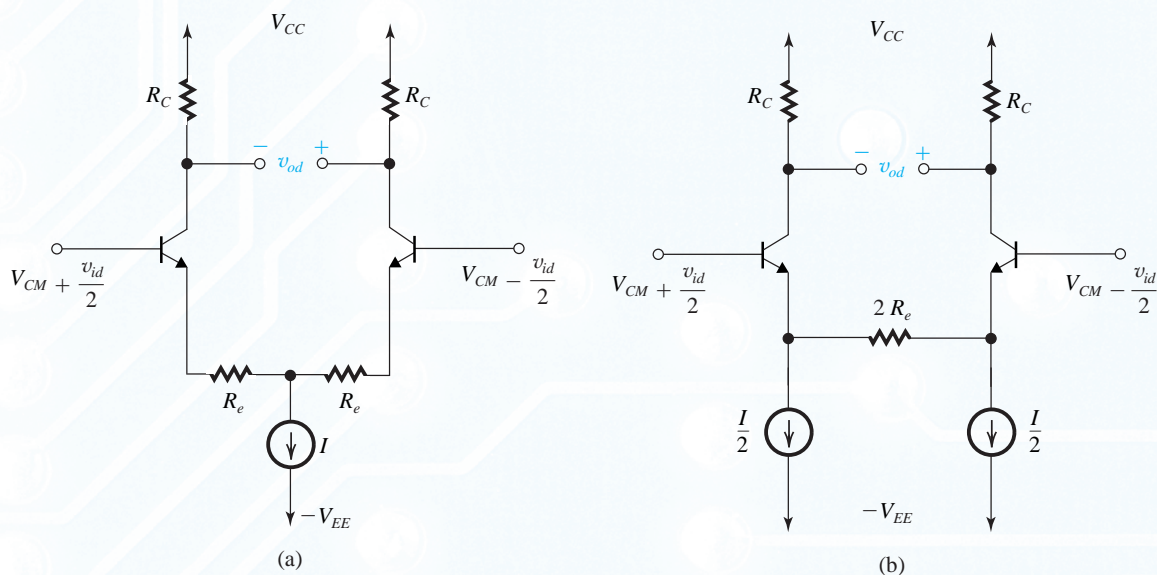 V_CC
R_C R_C
− v_od +
V_CM + v_id/2
V_CM − v_id/2
R_e R_e
I
−V_EE
(a)
V_CC
R_C R_C
− v_od +
V_CM + v_id/2
V_CM − v_id/2
2 R_e
I/2 I/2
−V_EE
(b)